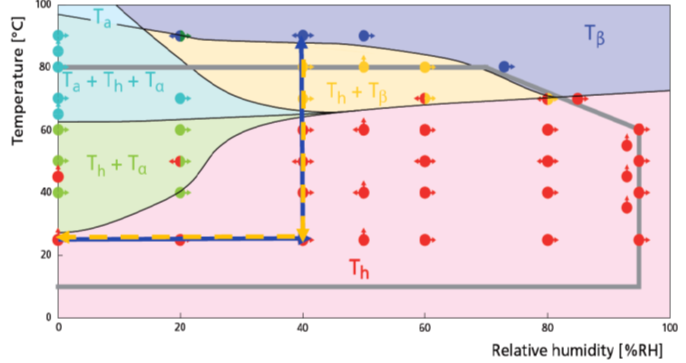 Temperature [°C]
100
80
60
40
20
0
Ta
Tβ
Ta + Th + Tα
Th + Tβ
Th + Tα
Th
0
20
40
60
80
100
Relative humidity [%RH]